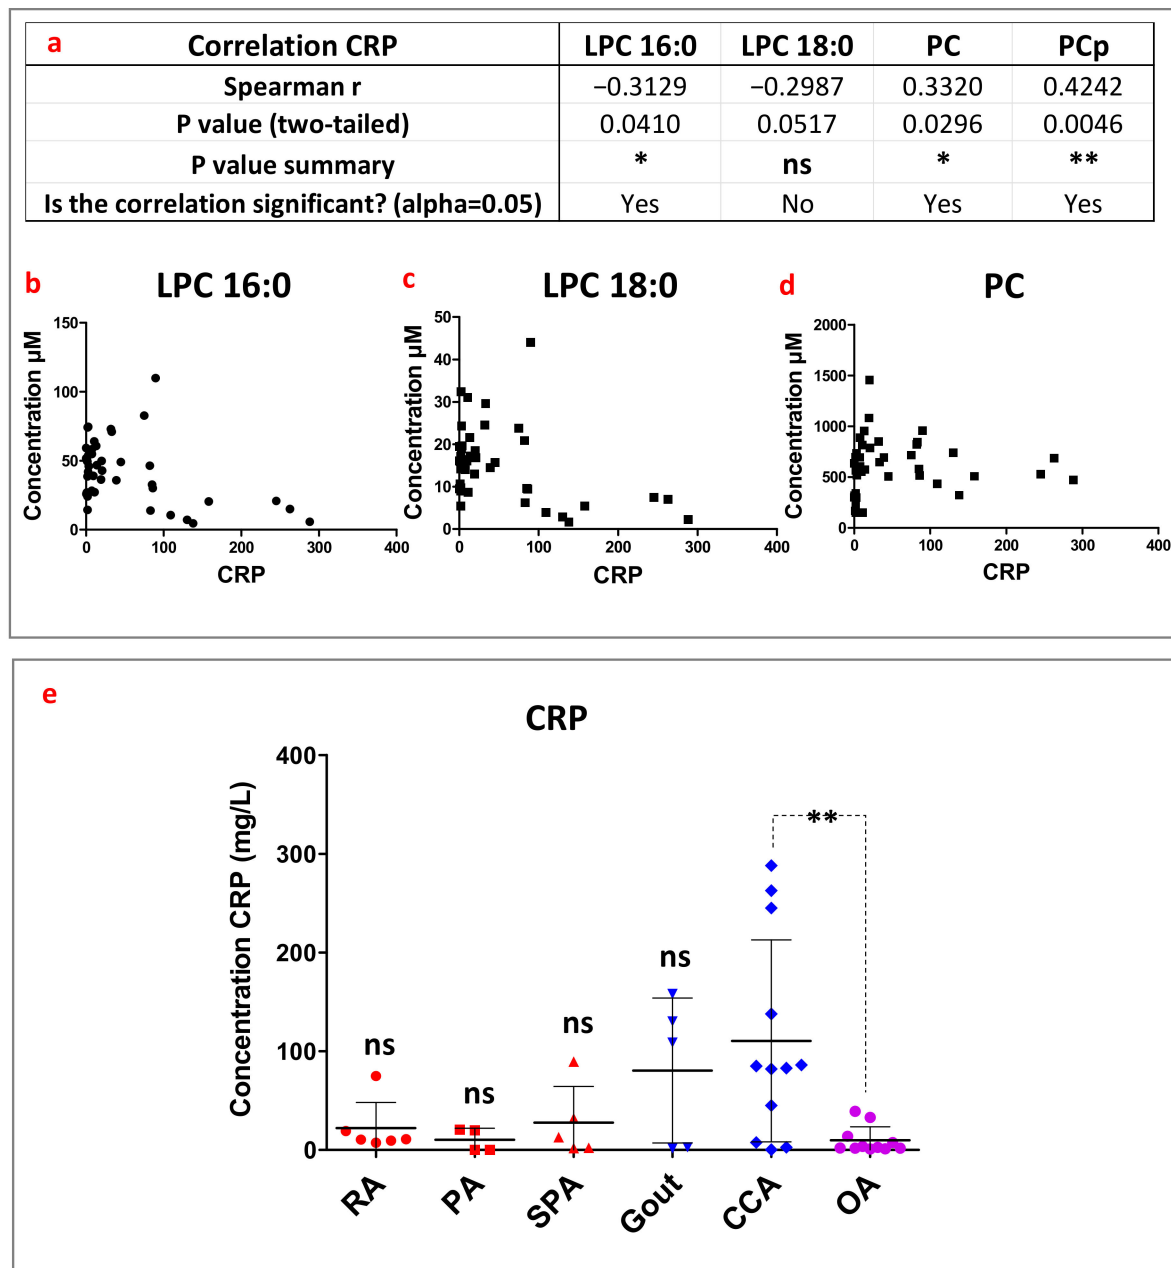 a Correlation CRP LPC 16:0 LPC 18:0 PC PCp
Spearman r −0.3129 −0.2987 0.3320 0.4242
P value (two-tailed) 0.0410 0.0517 0.0296 0.0046
P value summary * ns * **
Is the correlation significant? (alpha=0.05) Yes No Yes Yes
b LPC 16:0
Concentration µM
150
100
50
0
0 100 200 300 400
CRP
c LPC 18:0
Concentration µM
50
40
30
20
10
0
0 100 200 300 400
CRP
d PC
Concentration µM
2000
1500
1000
500
0
0 100 200 300 400
CRP
e
CRP
Concentration CRP (mg/L)
400
300
200
100
0
ns
ns
ns
ns
**
RA PA SPA Gout CCA OA